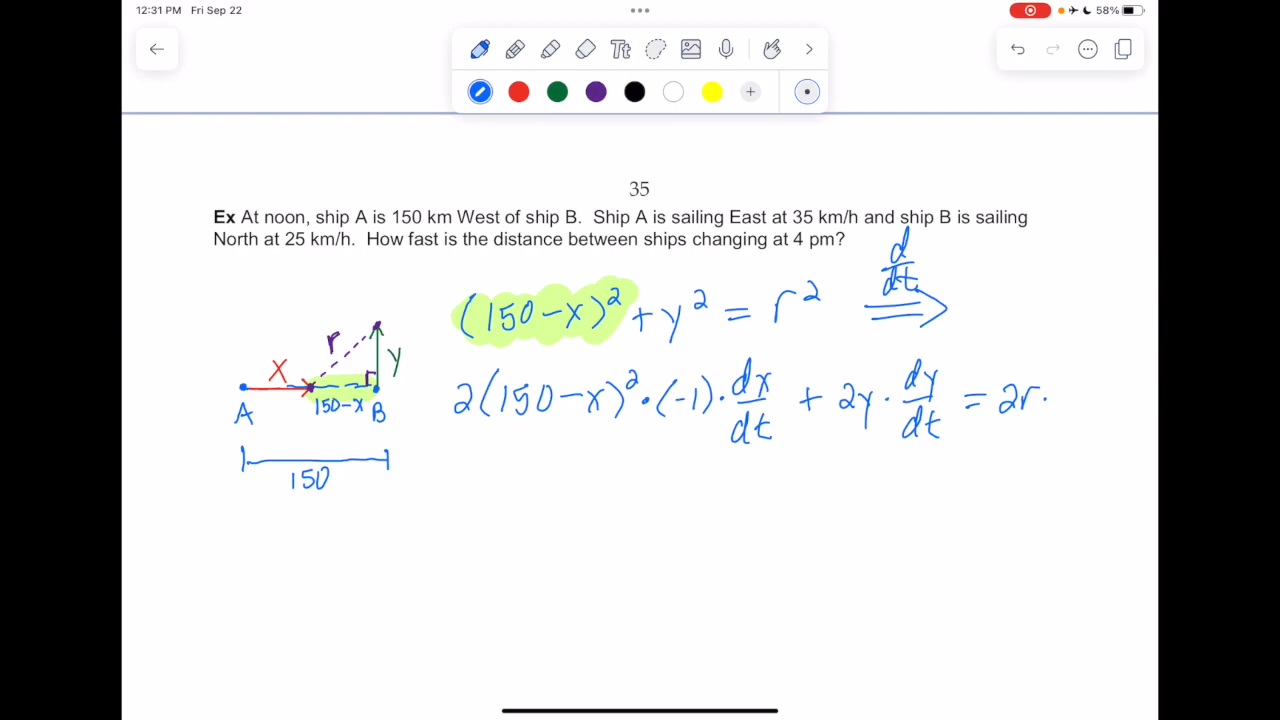 12:31 PM Fri Sep 22
58%
Tt
35
Ex At noon, ship A is 150 km West of ship B. Ship A is sailing East at 35 km/h and ship B is sailing
North at 25 km/h. How fast is the distance between ships changing at 4 pm?
d/dt
(150-x)² + y² = r² ⟹
2(150-x)² · (-1) · dx/dt + 2y · dy/dt = 2r ·
r
x
y
A
150-x
B
150